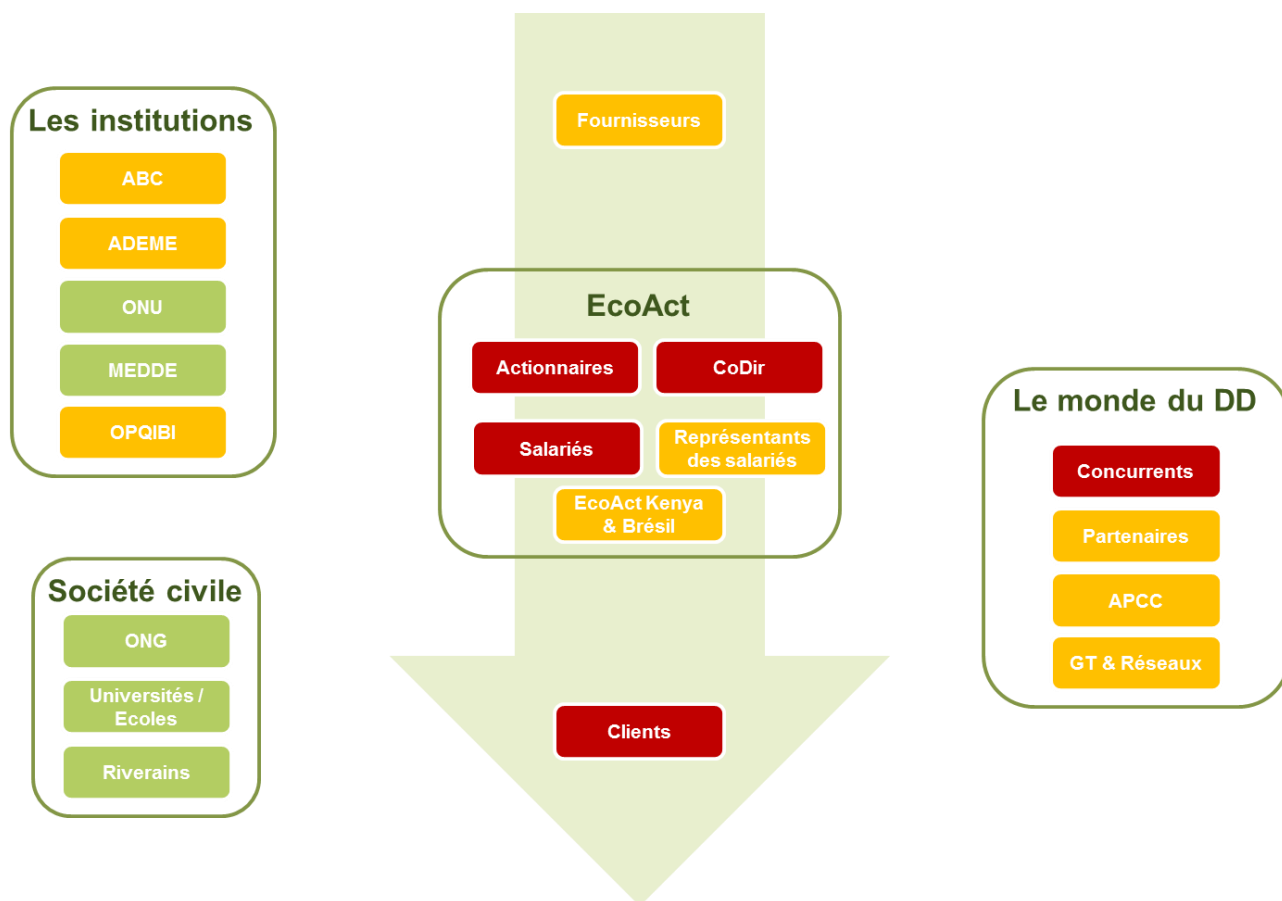 Les institutions
ABC
ADEME
ONU
MEDDE
OPQIBI
Société civile
ONG
Universités /
Ecoles
Riverains
Fournisseurs
EcoAct
Actionnaires
CoDir
Salariés
Représentants
des salariés
EcoAct Kenya
& Brésil
Clients
Le monde du DD
Concurrents
Partenaires
APCC
GT & Réseaux